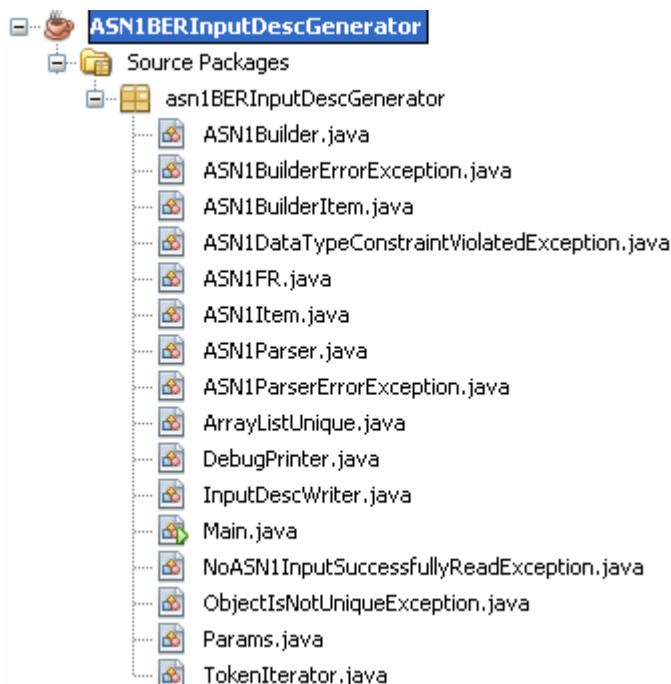 ASN1BERInputDescGenerator
Source Packages
asn1BERInputDescGenerator
ASN1Builder.java
ASN1BuilderErrorException.java
ASN1BuilderItem.java
ASN1DataTypeConstraintViolatedException.java
ASN1FR.java
ASN1Item.java
ASN1Parser.java
ASN1ParserErrorException.java
ArrayListUnique.java
DebugPrinter.java
InputDescWriter.java
Main.java
NoASN1InputSuccessfullyReadException.java
ObjectIsNotUniqueException.java
Params.java
TokenIterator.java